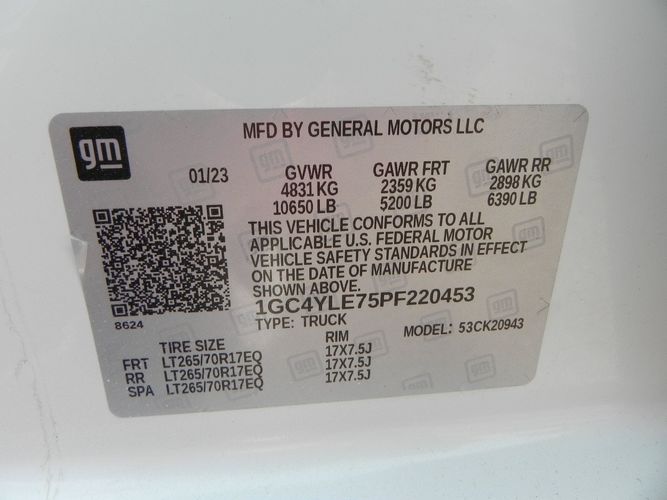 gm
MFD BY GENERAL MOTORS LLC
01/23 GVWR GAWR FRT GAWR RR
4831 KG 2359 KG 2898 KG
10650 LB 5200 LB 6390 LB
THIS VEHICLE CONFORMS TO ALL
APPLICABLE U.S. FEDERAL MOTOR
VEHICLE SAFETY STANDARDS IN EFFECT
ON THE DATE OF MANUFACTURE
SHOWN ABOVE.
1GC4YLE75PF220453
8624
TYPE: TRUCK MODEL: 53CK20943
TIRE SIZE RIM
FRT LT265/70R17EQ 17X7.5J
RR LT265/70R17EQ 17X7.5J
SPA LT265/70R17EQ 17X7.5J